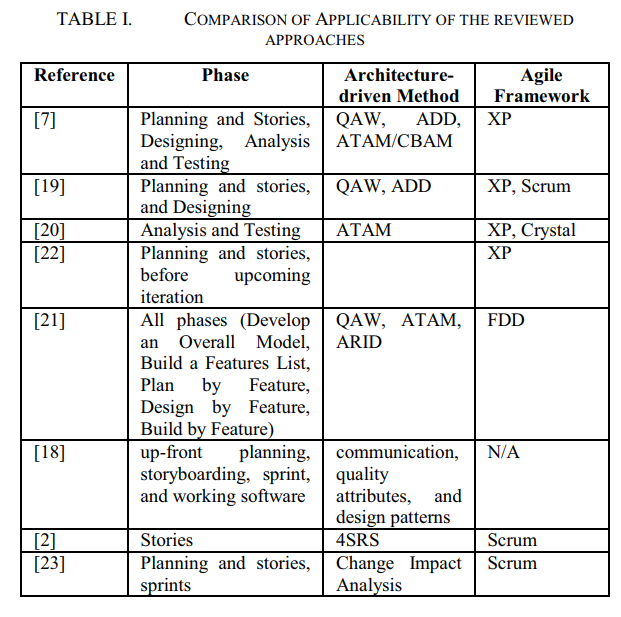 TABLE I. COMPARISON OF APPLICABILITY OF THE REVIEWED
APPROACHES
Reference Phase Architecture- Agile
driven Method Framework
[7] Planning and Stories, QAW, ADD, XP
Designing, Analysis ATAM/CBAM
and Testing
[19] Planning and stories, QAW, ADD XP, Scrum
and Designing
[20] Analysis and Testing ATAM XP, Crystal
[22] Planning and stories, XP
before upcoming
iteration
[21] All phases (Develop QAW, ATAM, FDD
an Overall Model, ARID
Build a Features List,
Plan by Feature,
Design by Feature,
Build by Feature)
[18] up-front planning, communication, N/A
storyboarding, sprint, quality
and working software attributes, and
design patterns
[2] Stories 4SRS Scrum
[23] Planning and stories, Change Impact Scrum
sprints Analysis